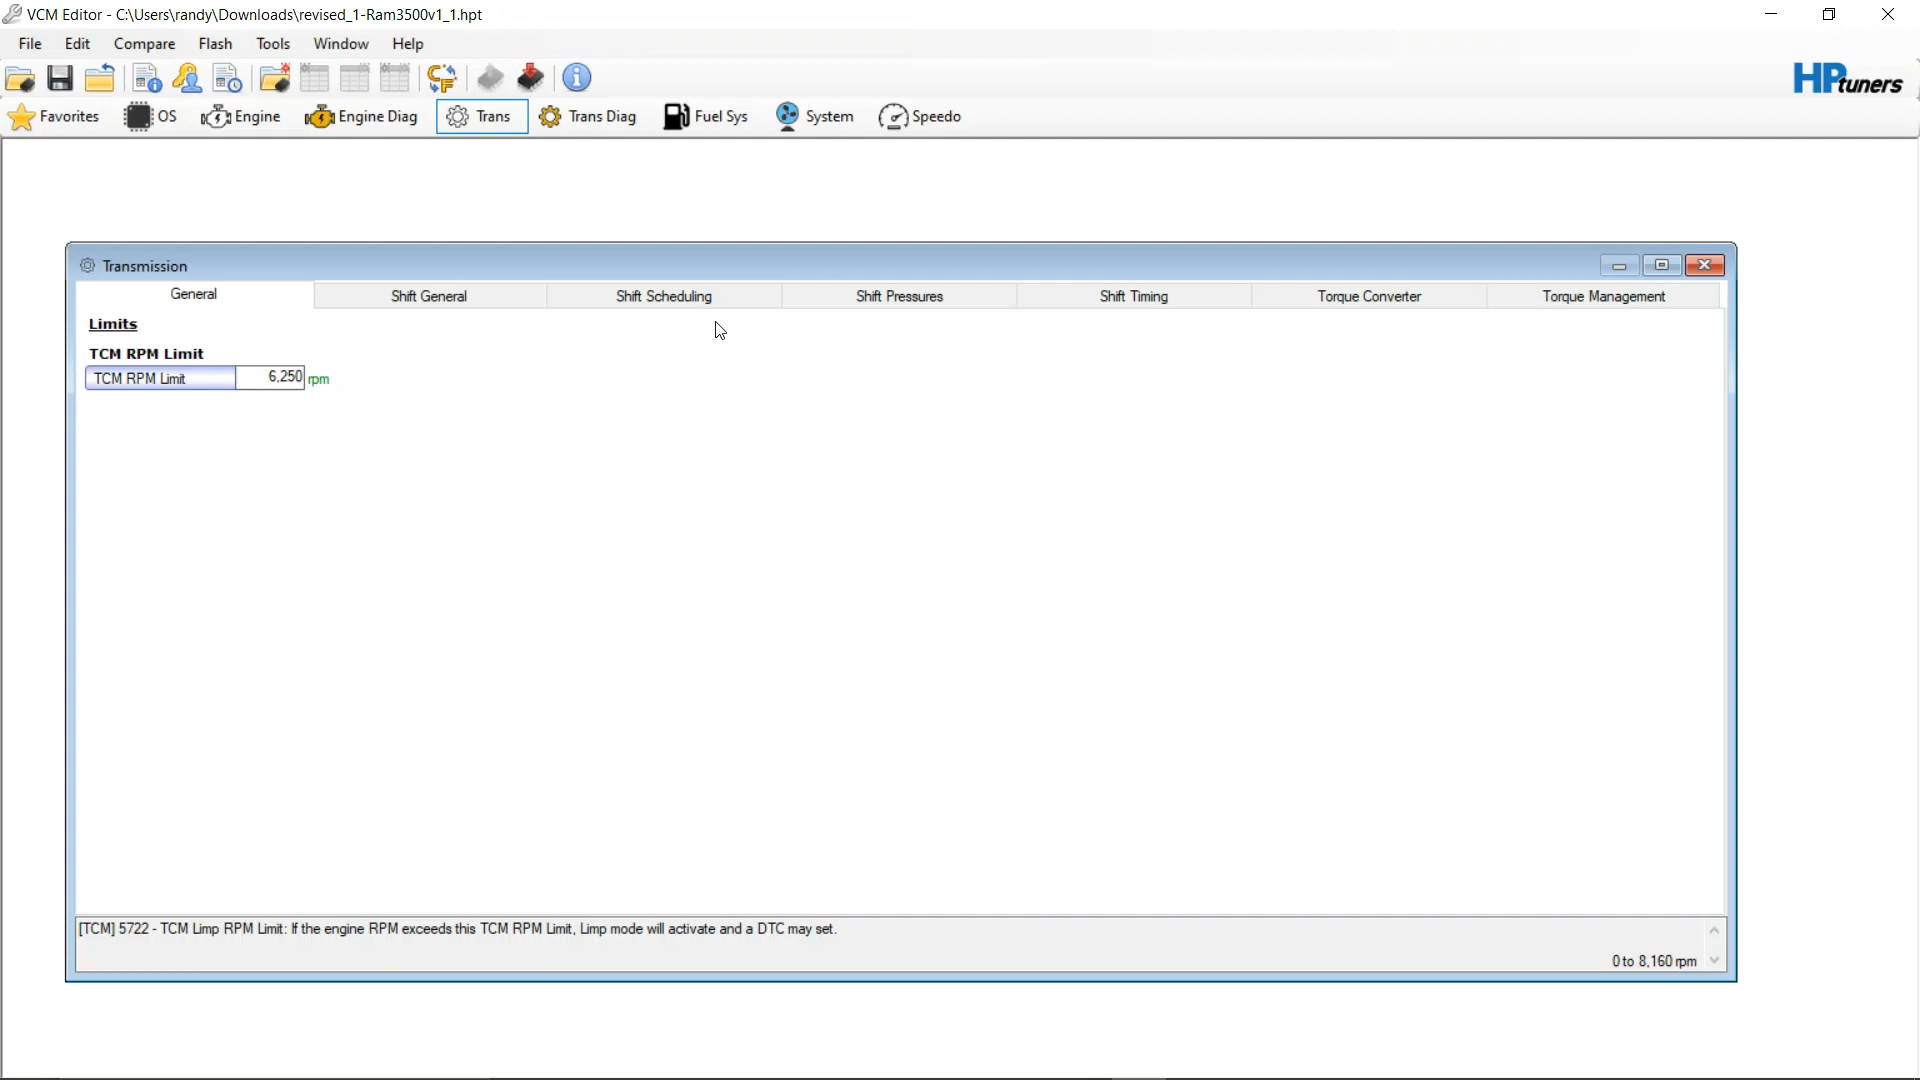 VCM Editor - C:\Users\randy\Downloads\revised_1-Ram3500v1_1.hpt
File Edit Compare Flash Tools Window Help
HPtuners
Favorites OS Engine Engine Diag Trans Trans Diag Fuel Sys System Speedo
Transmission
General Shift General Shift Scheduling Shift Pressures Shift Timing Torque Converter Torque Management
Limits
TCM RPM Limit
TCM RPM Limit 6,250 rpm
[TCM] 5722 - TCM Limp RPM Limit: If the engine RPM exceeds this TCM RPM Limit, Limp mode will activate and a DTC may set.
0 to 8,160 rpm